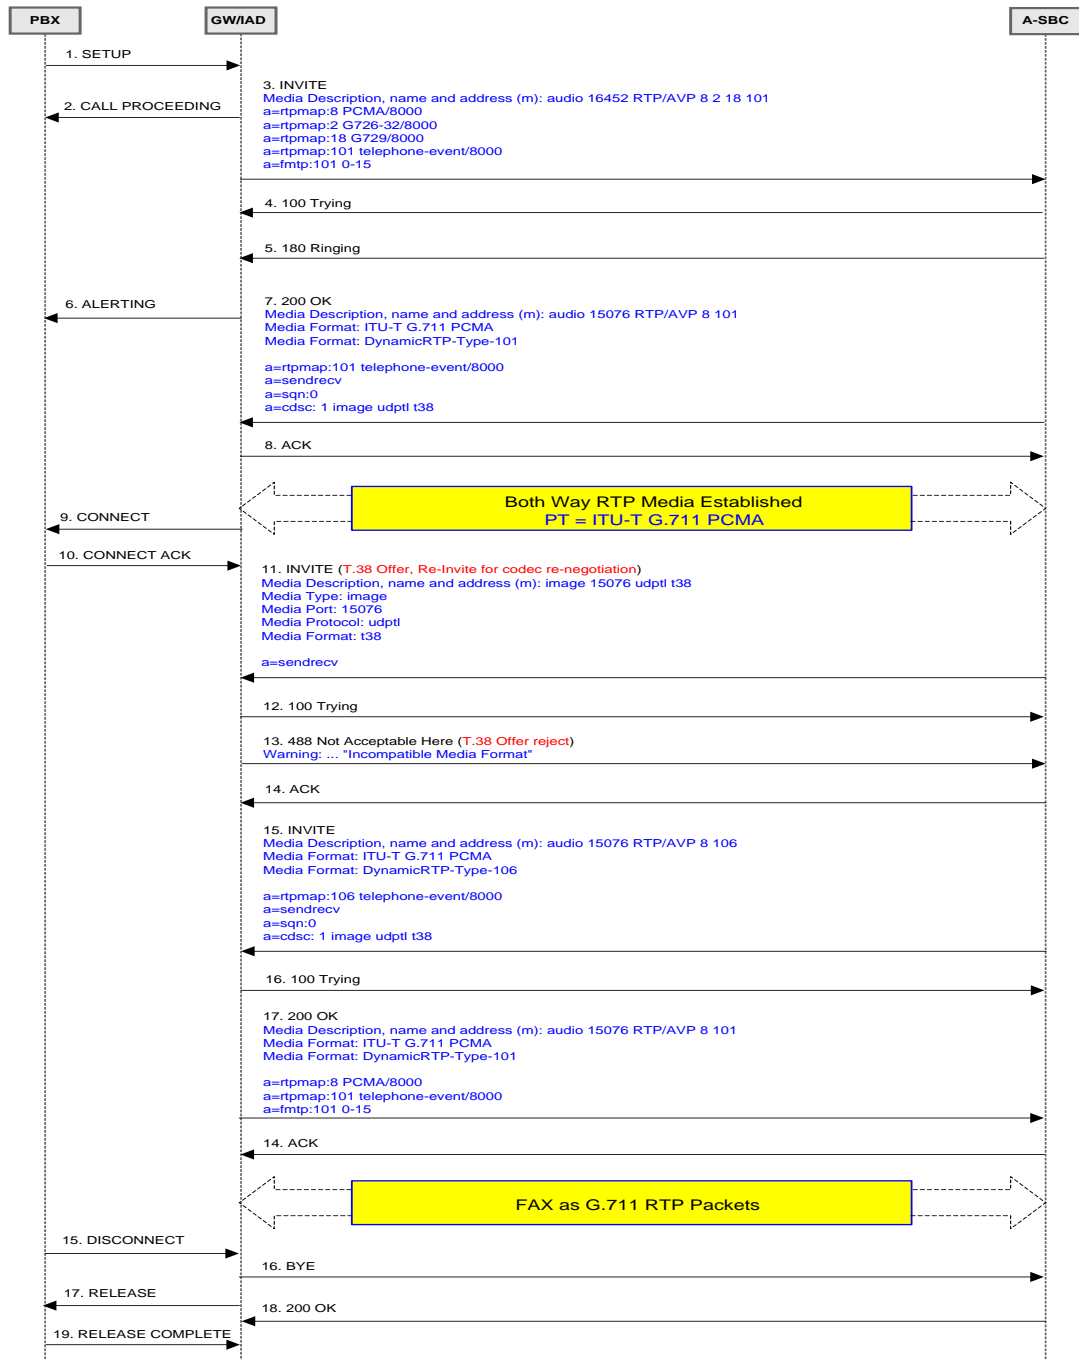 PBX
GW/IAD
A-SBC
1. SETUP
2. CALL PROCEEDING
3. INVITE
Media Description, name and address (m): audio 16452 RTP/AVP 8 2 18 101
a=rtpmap:8 PCMA/8000
a=rtpmap:2 G726-32/8000
a=rtpmap:18 G729/8000
a=rtpmap:101 telephone-event/8000
a=fmtp:101 0-15
4. 100 Trying
5. 180 Ringing
6. ALERTING
7. 200 OK
Media Description, name and address (m): audio 15076 RTP/AVP 8 101
Media Format: ITU-T G.711 PCMA
Media Format: DynamicRTP-Type-101
a=rtpmap:101 telephone-event/8000
a=sendrecv
a=sqn:0
a=cdsc: 1 image udptl t38
8. ACK
Both Way RTP Media Established
PT = ITU-T G.711 PCMA
9. CONNECT
10. CONNECT ACK
11. INVITE (T.38 Offer, Re-Invite for codec re-negotiation)
Media Description, name and address (m): image 15076 udptl t38
Media Type: image
Media Port: 15076
Media Protocol: udptl
Media Format: t38
a=sendrecv
12. 100 Trying
13. 488 Not Acceptable Here (T.38 Offer reject)
Warning: ... "Incompatible Media Format"
14. ACK
15. INVITE
Media Description, name and address (m): audio 15076 RTP/AVP 8 106
Media Format: ITU-T G.711 PCMA
Media Format: DynamicRTP-Type-106
a=rtpmap:106 telephone-event/8000
a=sendrecv
a=sqn:0
a=cdsc: 1 image udptl t38
16. 100 Trying
17. 200 OK
Media Description, name and address (m): audio 15076 RTP/AVP 8 101
Media Format: ITU-T G.711 PCMA
Media Format: DynamicRTP-Type-101
a=rtpmap:8 PCMA/8000
a=rtpmap:101 telephone-event/8000
a=fmtp:101 0-15
14. ACK
FAX as G.711 RTP Packets
15. DISCONNECT
16. BYE
17. RELEASE
18. 200 OK
19. RELEASE COMPLETE